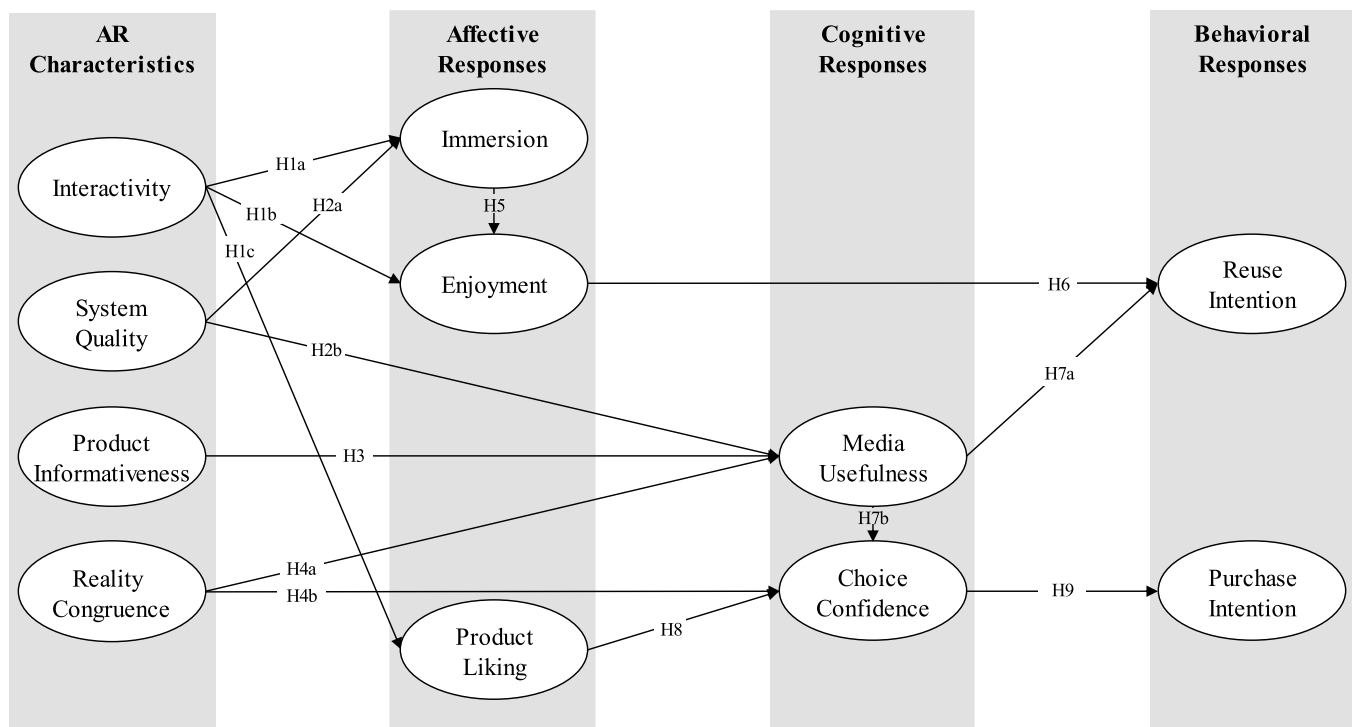 AR
Characteristics
Affective
Responses
Cognitive
Responses
Behavioral
Responses
Immersion
Interactivity
H1a
H2a
H1b
H5
H1c
Enjoyment
H6
Reuse
Intention
System
Quality
H2b
H7a
Product
Informativeness
H3
Media
Usefulness
H7b
Reality
Congruence
H4a
H4b
Choice
Confidence
H9
Purchase
Intention
Product
Liking
H8